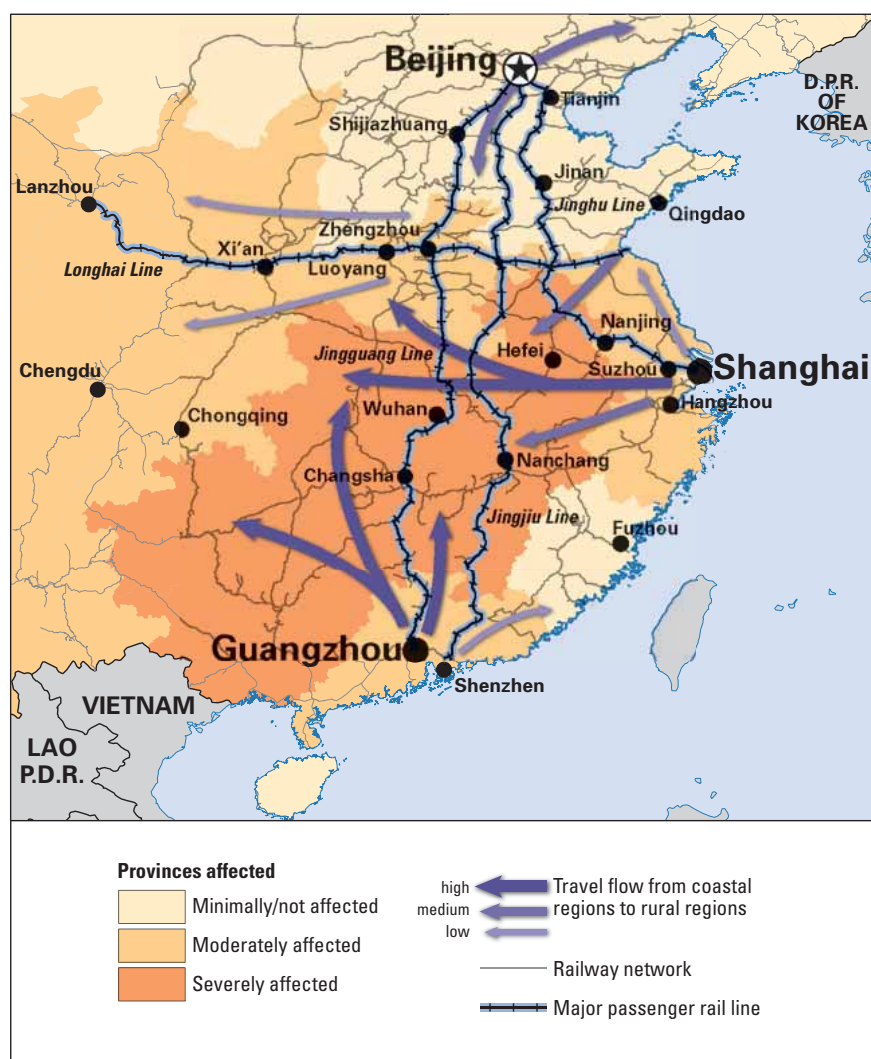 Beijing
D.P.R.
OF
KOREA
Tianjin
Shijiazhuang
Lanzhou
Jinan
Jinghu Line
Qingdao
Zhengzhou
Xi'an
Longhai Line
Luoyang
Nanjing
Jingguang Line
Hefei
Chengdu
Suzhou
Shanghai
Chongqing
Wuhan
Hangzhou
Nanchang
Changsha
Jingjiu Line
Fuzhou
Guangzhou
Shenzhen
VIETNAM
LAO
P.D.R.
Provinces affected
Minimally/not affected
Moderately affected
Severely affected
high
medium
low
Travel flow from coastal
regions to rural regions
Railway network
Major passenger rail line